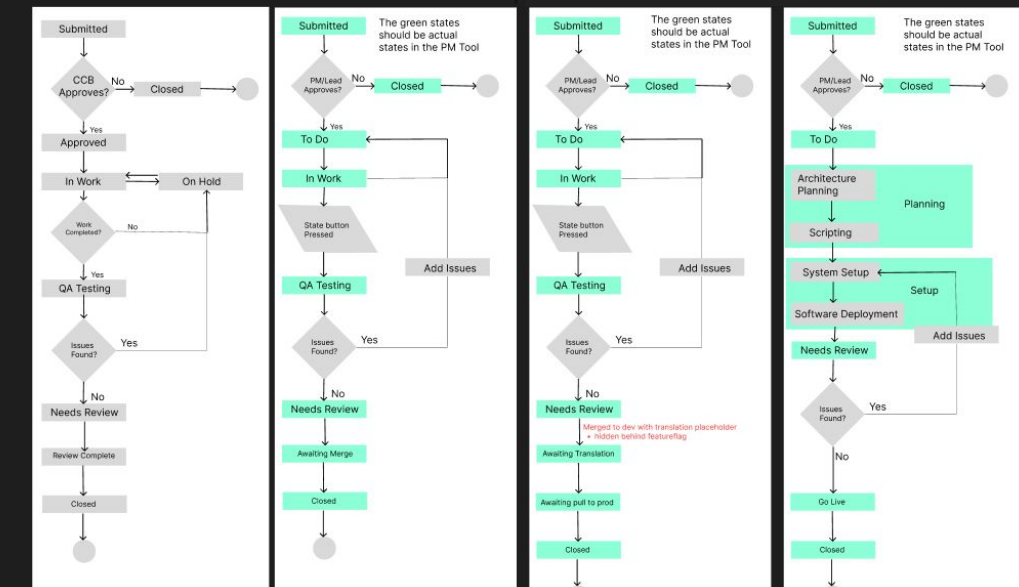 Submitted
CCB
Approves?
No
Closed
Yes
Approved
In Work
On Hold
Work
Completed?
No
Yes
QA Testing
Issues
Found?
Yes
No
Needs Review
Review Complete
Closed
Submitted
The green states
should be actual
states in the PM Tool
PM/Lead
Approves?
No
Closed
Yes
To Do
In Work
State button
Pressed
Add Issues
QA Testing
Issues
Found?
Yes
No
Needs Review
Awaiting Merge
Closed
Submitted
The green states
should be actual
states in the PM Tool
PM/Lead
Approves?
No
Closed
Yes
To Do
In Work
State button
Pressed
Add Issues
QA Testing
Issues
Found?
Yes
No
Needs Review
Merged to dev with translation placeholder
+ hidden behind featureflag
Awaiting Translation
Awaiting pull to prod
Closed
Submitted
The green states
should be actual
states in the PM Tool
PM/Lead
Approves?
No
Closed
Yes
To Do
Architecture
Planning
Planning
Scripting
System Setup
Setup
Software Deployment
Add Issues
Needs Review
Issues
Found?
Yes
No
Go Live
Closed